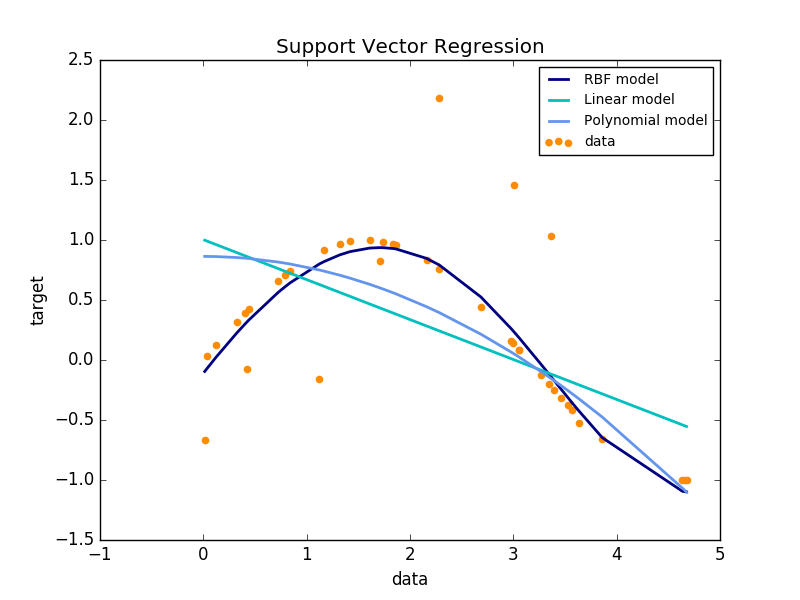 Support Vector Regression
2.5
2.0
1.5
1.0
0.5
0.0
−0.5
−1.0
−1.5
target
−1 0 1 2 3 4 5
data
RBF model
Linear model
Polynomial model
data